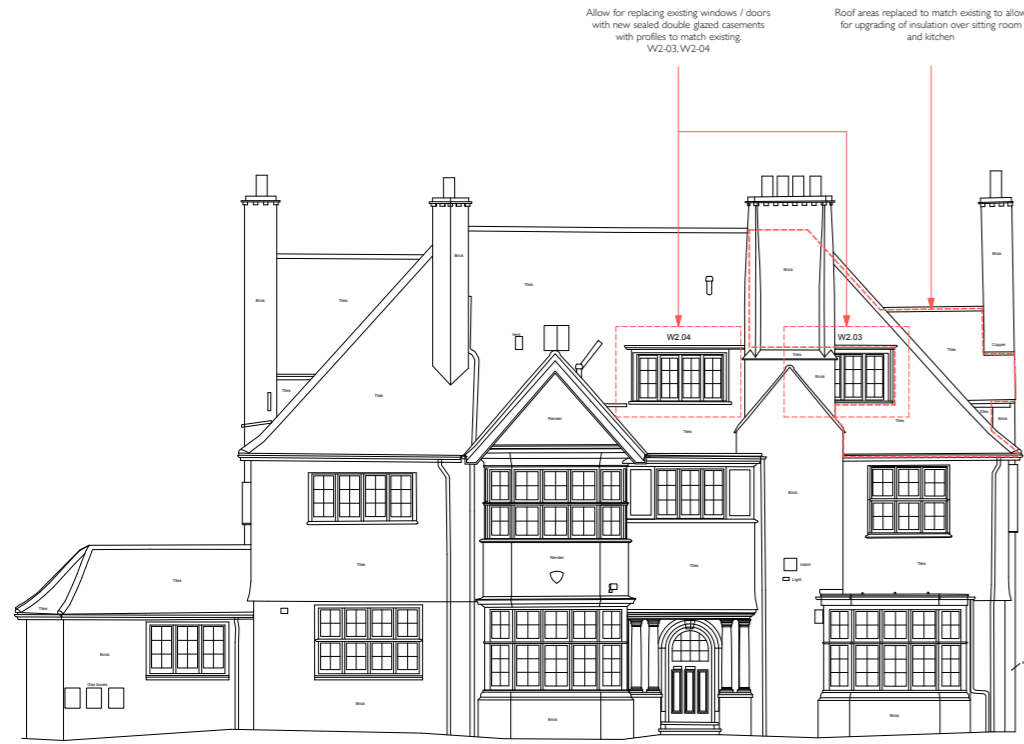 Allow for replacing existing windows / doors
with new sealed double glazed casements
with profiles to match existing.
W2-03, W2-04
Roof areas replaced to match existing to allow
for upgrading of insulation over sitting room
and kitchen
Brick
Brick
Brick
Brick
Tiles
Tiles
Vent
W2.04
W2.03
Copper
Tiles
Tiles
Brick
Tiles
Tiles
Tiles
Brick
Render
Tiles
Tiles
Brick
Render
Tiles
Tiles
Tiles
Hatch
Light
Tiles
Tiles
Brick
Gas boxes
Brick
Brick
Brick